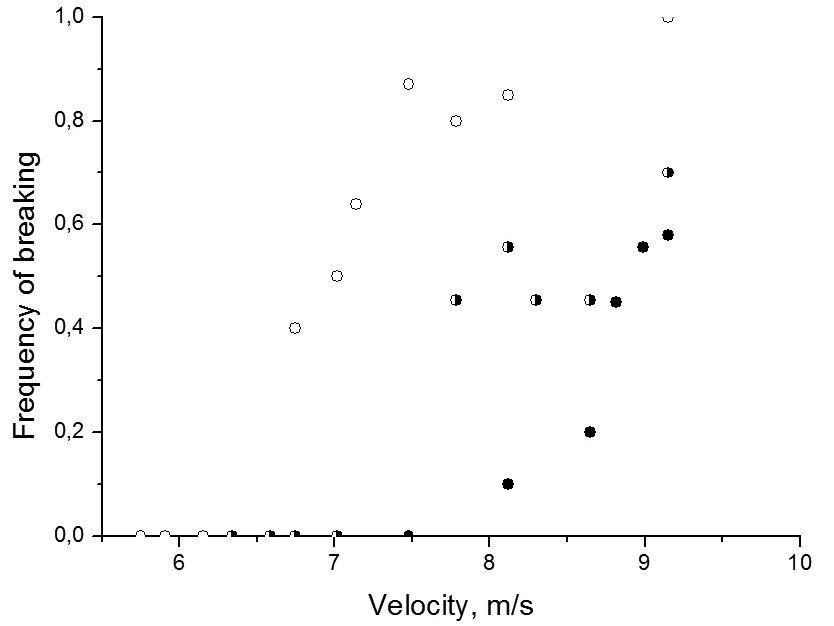 1,0
0,8
0,6
0,4
0,2
0,0
Frequency of breaking
6 7 8 9 10
Velocity, m/s